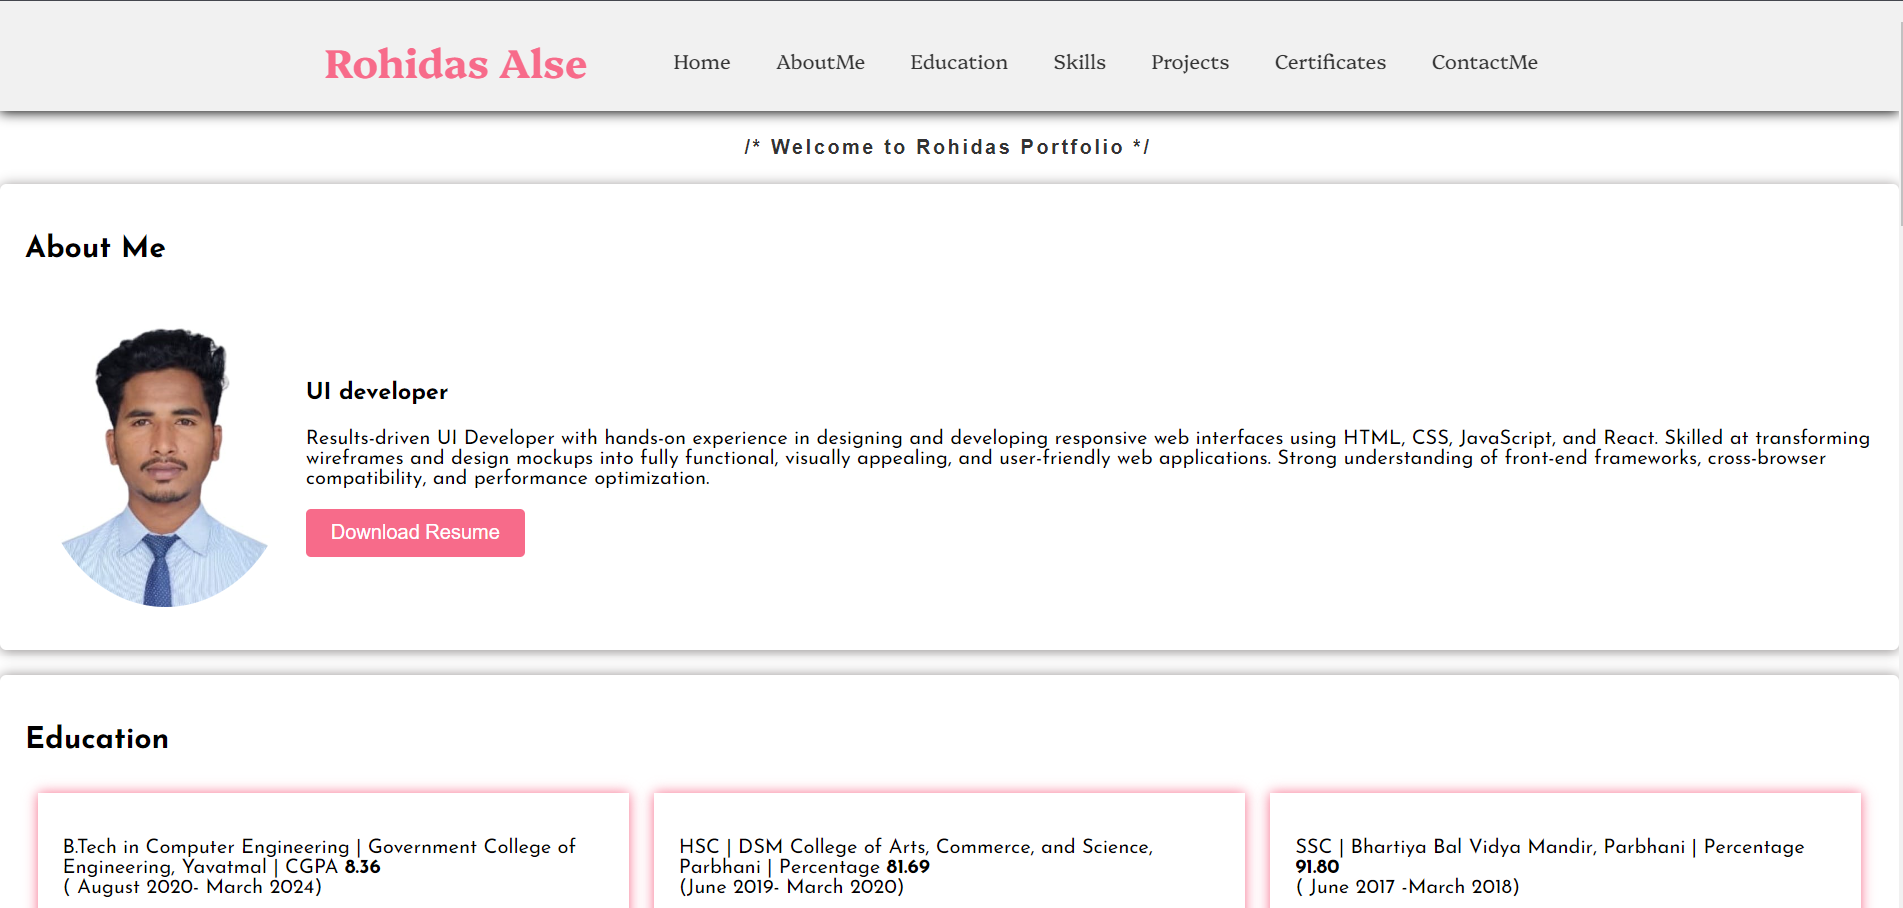 Rohidas Alse
Home AboutMe Education Skills Projects Certificates ContactMe
/* Welcome to Rohidas Portfolio */
About Me
UI developer
Results-driven UI Developer with hands-on experience in designing and developing responsive web interfaces using HTML, CSS, JavaScript, and React. Skilled at transforming
wireframes and design mockups into fully functional, visually appealing, and user-friendly web applications. Strong understanding of front-end frameworks, cross-browser
compatibility, and performance optimization.
Download Resume
Education
B.Tech in Computer Engineering | Government College of
Engineering, Yavatmal | CGPA 8.36
( August 2020- March 2024)
HSC | DSM College of Arts, Commerce, and Science,
Parbhani | Percentage 81.69
(June 2019- March 2020)
SSC | Bhartiya Bal Vidya Mandir, Parbhani | Percentage
91.80
( June 2017 -March 2018)